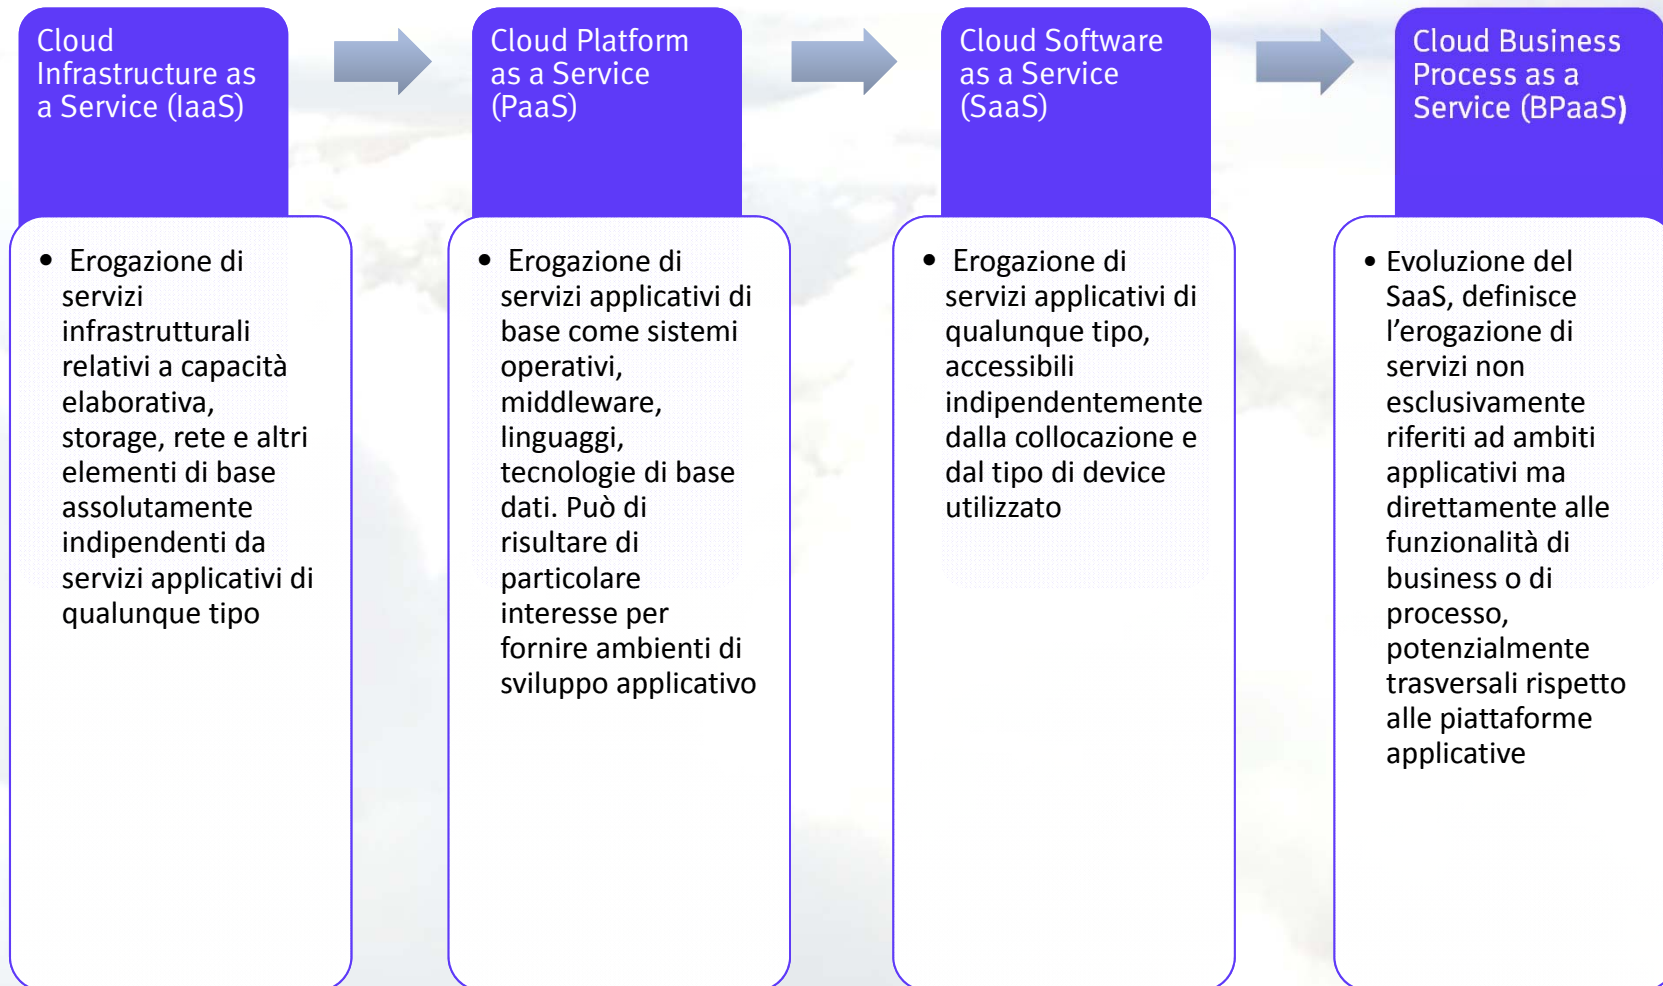 Cloud
Infrastructure as
a Service (IaaS)
• Erogazione di
servizi
infrastrutturali
relativi a capacità
elaborativa,
storage, rete e altri
elementi di base
assolutamente
indipendenti da
servizi applicativi di
qualunque tipo
Cloud Platform
as a Service
(PaaS)
• Erogazione di
servizi applicativi di
base come sistemi
operativi,
middleware,
linguaggi,
tecnologie di base
dati. Può di
risultare di
particolare
interesse per
fornire ambienti di
sviluppo applicativo
Cloud Software
as a Service
(SaaS)
• Erogazione di
servizi applicativi di
qualunque tipo,
accessibili
indipendentemente
dalla collocazione e
dal tipo di device
utilizzato
Cloud Business
Process as a
Service (BPaaS)
• Evoluzione del
SaaS, definisce
l’erogazione di
servizi non
esclusivamente
riferiti ad ambiti
applicativi ma
direttamente alle
funzionalità di
business o di
processo,
potenzialmente
trasversali rispetto
alle piattaforme
applicative